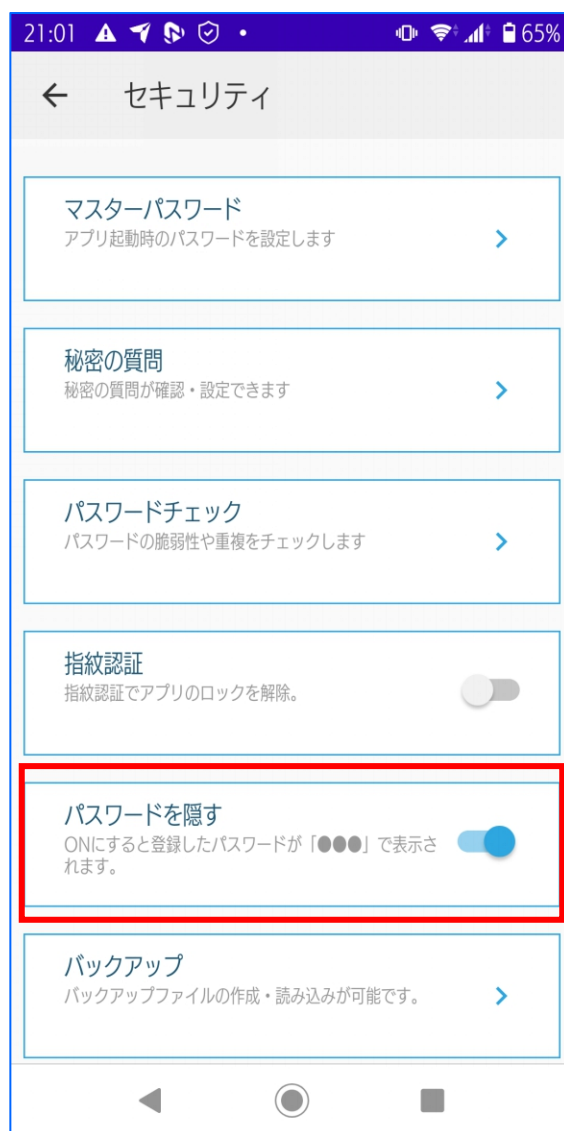 21:01 65%
セキュリティ
マスターパスワード
アプリ起動時のパスワードを設定します
秘密の質問
秘密の質問が確認・設定できます
パスワードチェック
パスワードの脆弱性や重複をチェックします
指紋認証
指紋認証でアプリのロックを解除。
パスワードを隠す
ONにすると登録したパスワードが「●●●」で表示さ
れます。
バックアップ
バックアップファイルの作成・読み込みが可能です。